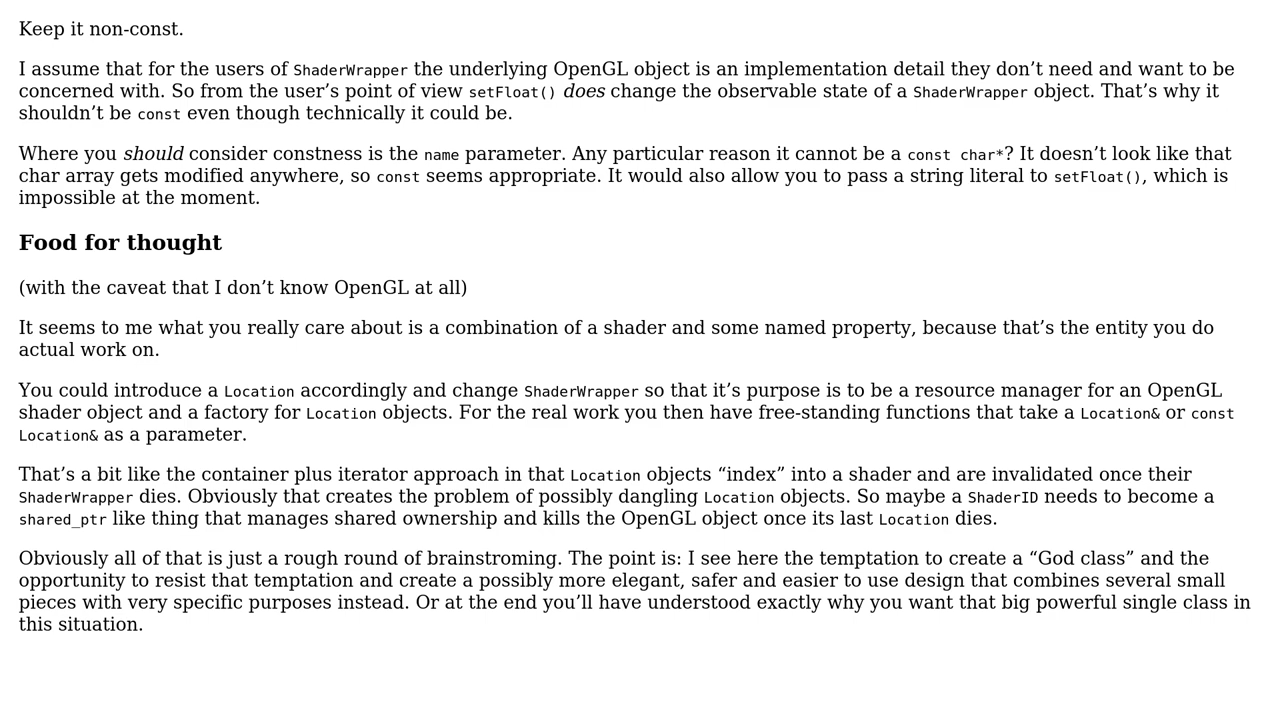 Keep it non-const.
I assume that for the users of ShaderWrapper the underlying OpenGL object is an implementation detail they don’t need and want to be
concerned with. So from the user’s point of view setFloat() does change the observable state of a ShaderWrapper object. That’s why it
shouldn’t be const even though technically it could be.
Where you should consider constness is the name parameter. Any particular reason it cannot be a const char*? It doesn’t look like that
char array gets modified anywhere, so const seems appropriate. It would also allow you to pass a string literal to setFloat(), which is
impossible at the moment.
Food for thought
(with the caveat that I don’t know OpenGL at all)
It seems to me what you really care about is a combination of a shader and some named property, because that’s the entity you do
actual work on.
You could introduce a Location accordingly and change ShaderWrapper so that it’s purpose is to be a resource manager for an OpenGL
shader object and a factory for Location objects. For the real work you then have free-standing functions that take a Location& or const
Location& as a parameter.
That’s a bit like the container plus iterator approach in that Location objects “index” into a shader and are invalidated once their
ShaderWrapper dies. Obviously that creates the problem of possibly dangling Location objects. So maybe a ShaderID needs to become a
shared_ptr like thing that manages shared ownership and kills the OpenGL object once its last Location dies.
Obviously all of that is just a rough round of brainstroming. The point is: I see here the temptation to create a “God class” and the
opportunity to resist that temptation and create a possibly more elegant, safer and easier to use design that combines several small
pieces with very specific purposes instead. Or at the end you’ll have understood exactly why you want that big powerful single class in
this situation.